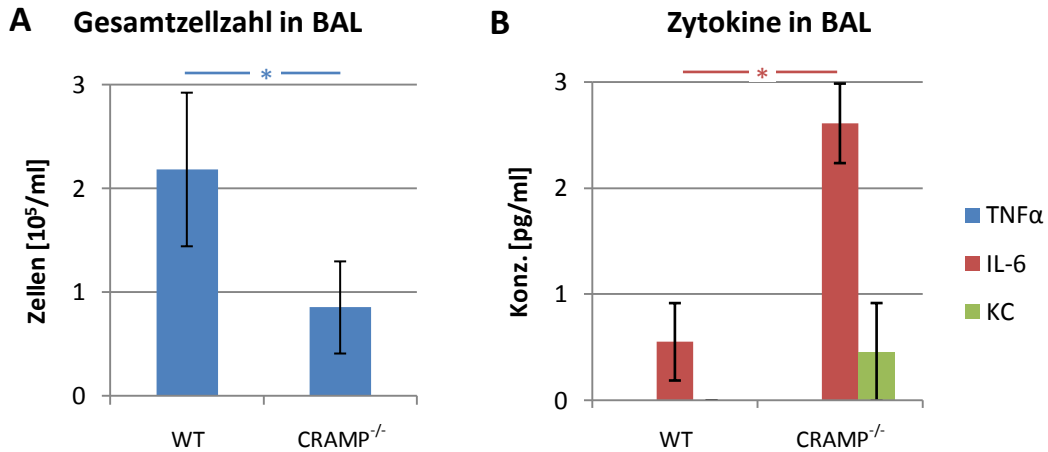 A Gesamtzellzahl in BAL
*
Zellen [10⁵/ml]
3
2
1
0
WT CRAMP⁻/⁻
B Zytokine in BAL
*
Konz. [pg/ml]
3
2
1
0
WT CRAMP⁻/⁻
TNFα
IL-6
KC